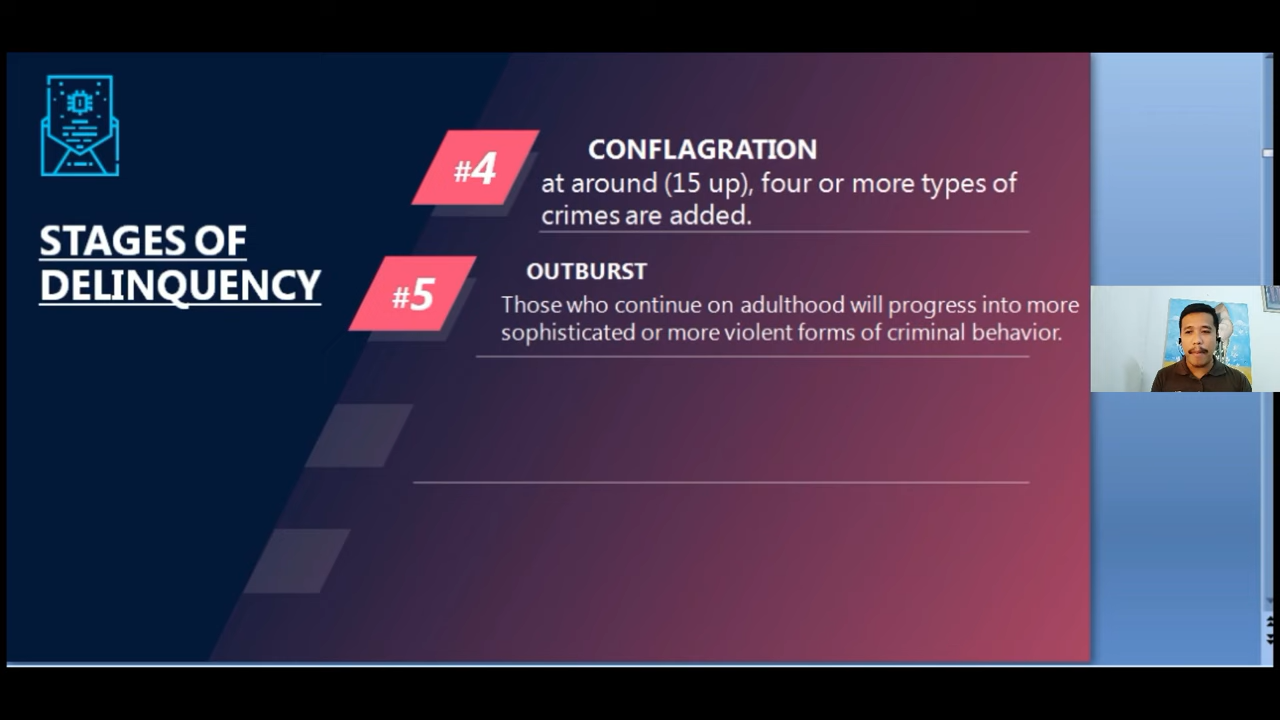 STAGES OF
DELINQUENCY
#4
CONFLAGRATION
at around (15 up), four or more types of
crimes are added.
#5
OUTBURST
Those who continue on adulthood will progress into more
sophisticated or more violent forms of criminal behavior.